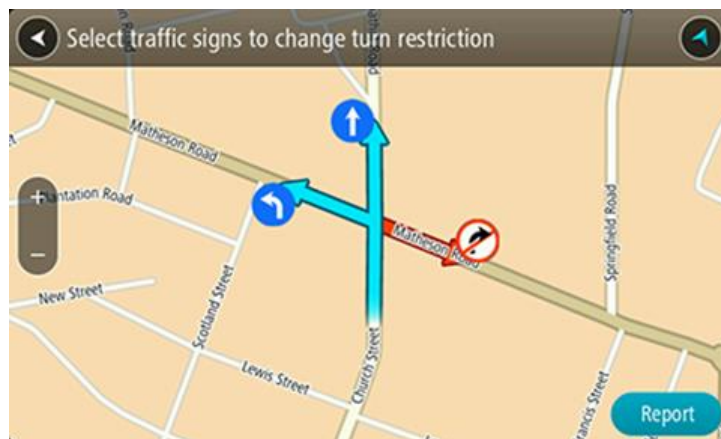 Select traffic signs to change turn restriction
Matheson Road
Plantation Road
+
−
Matheson Road
Springfield Road
New Street
Scotland Street
Lewis Street
Church Street
Report